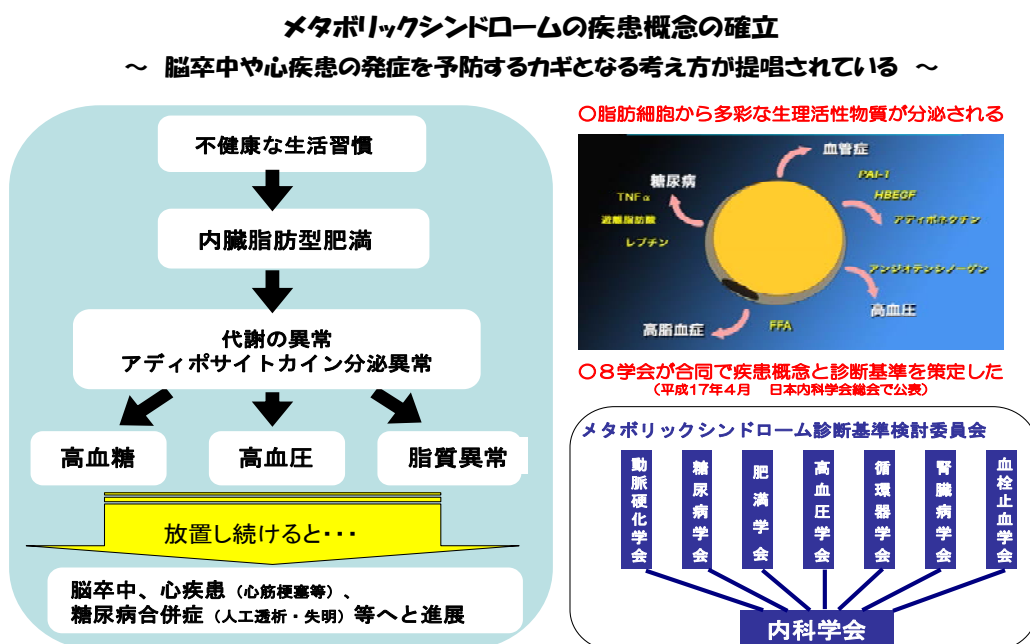 メタボリックシンドロームの疾患概念の確立
～ 脳卒中や心疾患の発症を予防するカギとなる考え方が提唱されている ～
不健康な生活習慣
内臓脂肪型肥満
代謝の異常
アディポサイトカイン分泌異常
高血糖
高血圧
脂質異常
放置し続けると・・・
脳卒中、心疾患（心筋梗塞等）、
糖尿病合併症（人工透析・失明）等へと進展
〇脂肪細胞から多彩な生理活性物質が分泌される
血管症
PAI-1
HBEGF
アディポネクチン
糖尿病
TNFα
遊離脂肪酸
レプチン
アンジオテンシノーゲン
高血圧
高脂血症
FFA
〇８学会が合同で疾患概念と診断基準を策定した
（平成17年４月　日本内科学会総会で公表）
メタボリックシンドローム診断基準検討委員会
動脈硬化学会
糖尿病学会
肥満学会
高血圧学会
循環器学会
腎臓病学会
血栓止血学会
内科学会